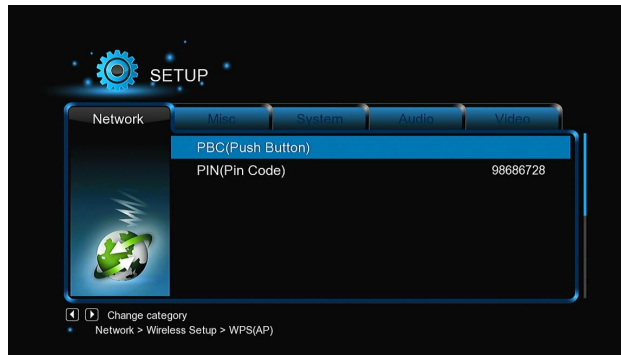 SETUP
Network Misc System Audio Video
PBC(Push Button)
PIN(Pin Code) 98686728
Change category
Network > Wireless Setup > WPS(AP)